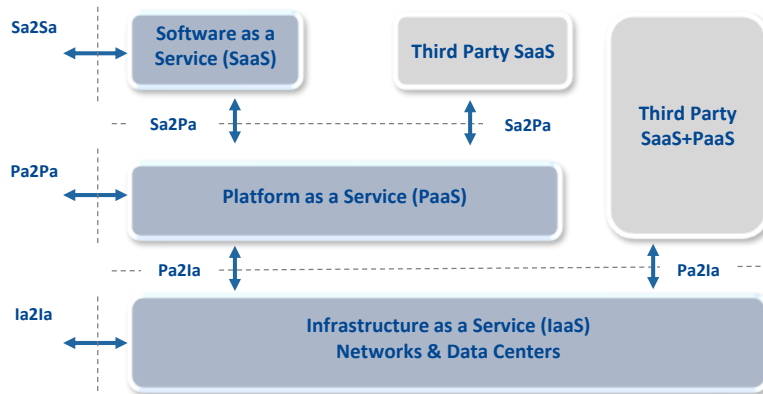 Sa2Sa
Software as a
Service (SaaS)
Third Party SaaS
Third Party
SaaS+PaaS
Sa2Pa
Sa2Pa
Pa2Pa
Platform as a Service (PaaS)
Pa2Ia
Pa2Ia
Ia2Ia
Infrastructure as a Service (IaaS)
Networks & Data Centers